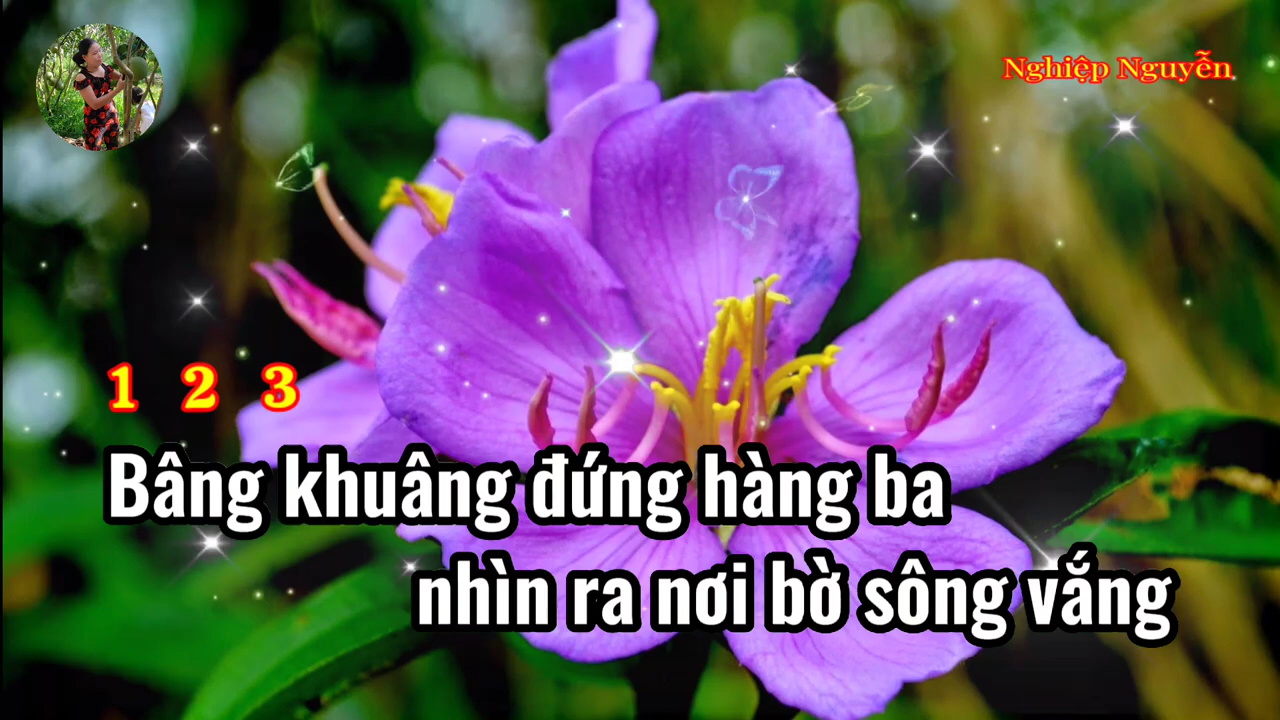 Nghiệp Nguyễn
1 2 3
Bâng khuâng đứng hàng ba
nhìn ra nơi bờ sông vắng